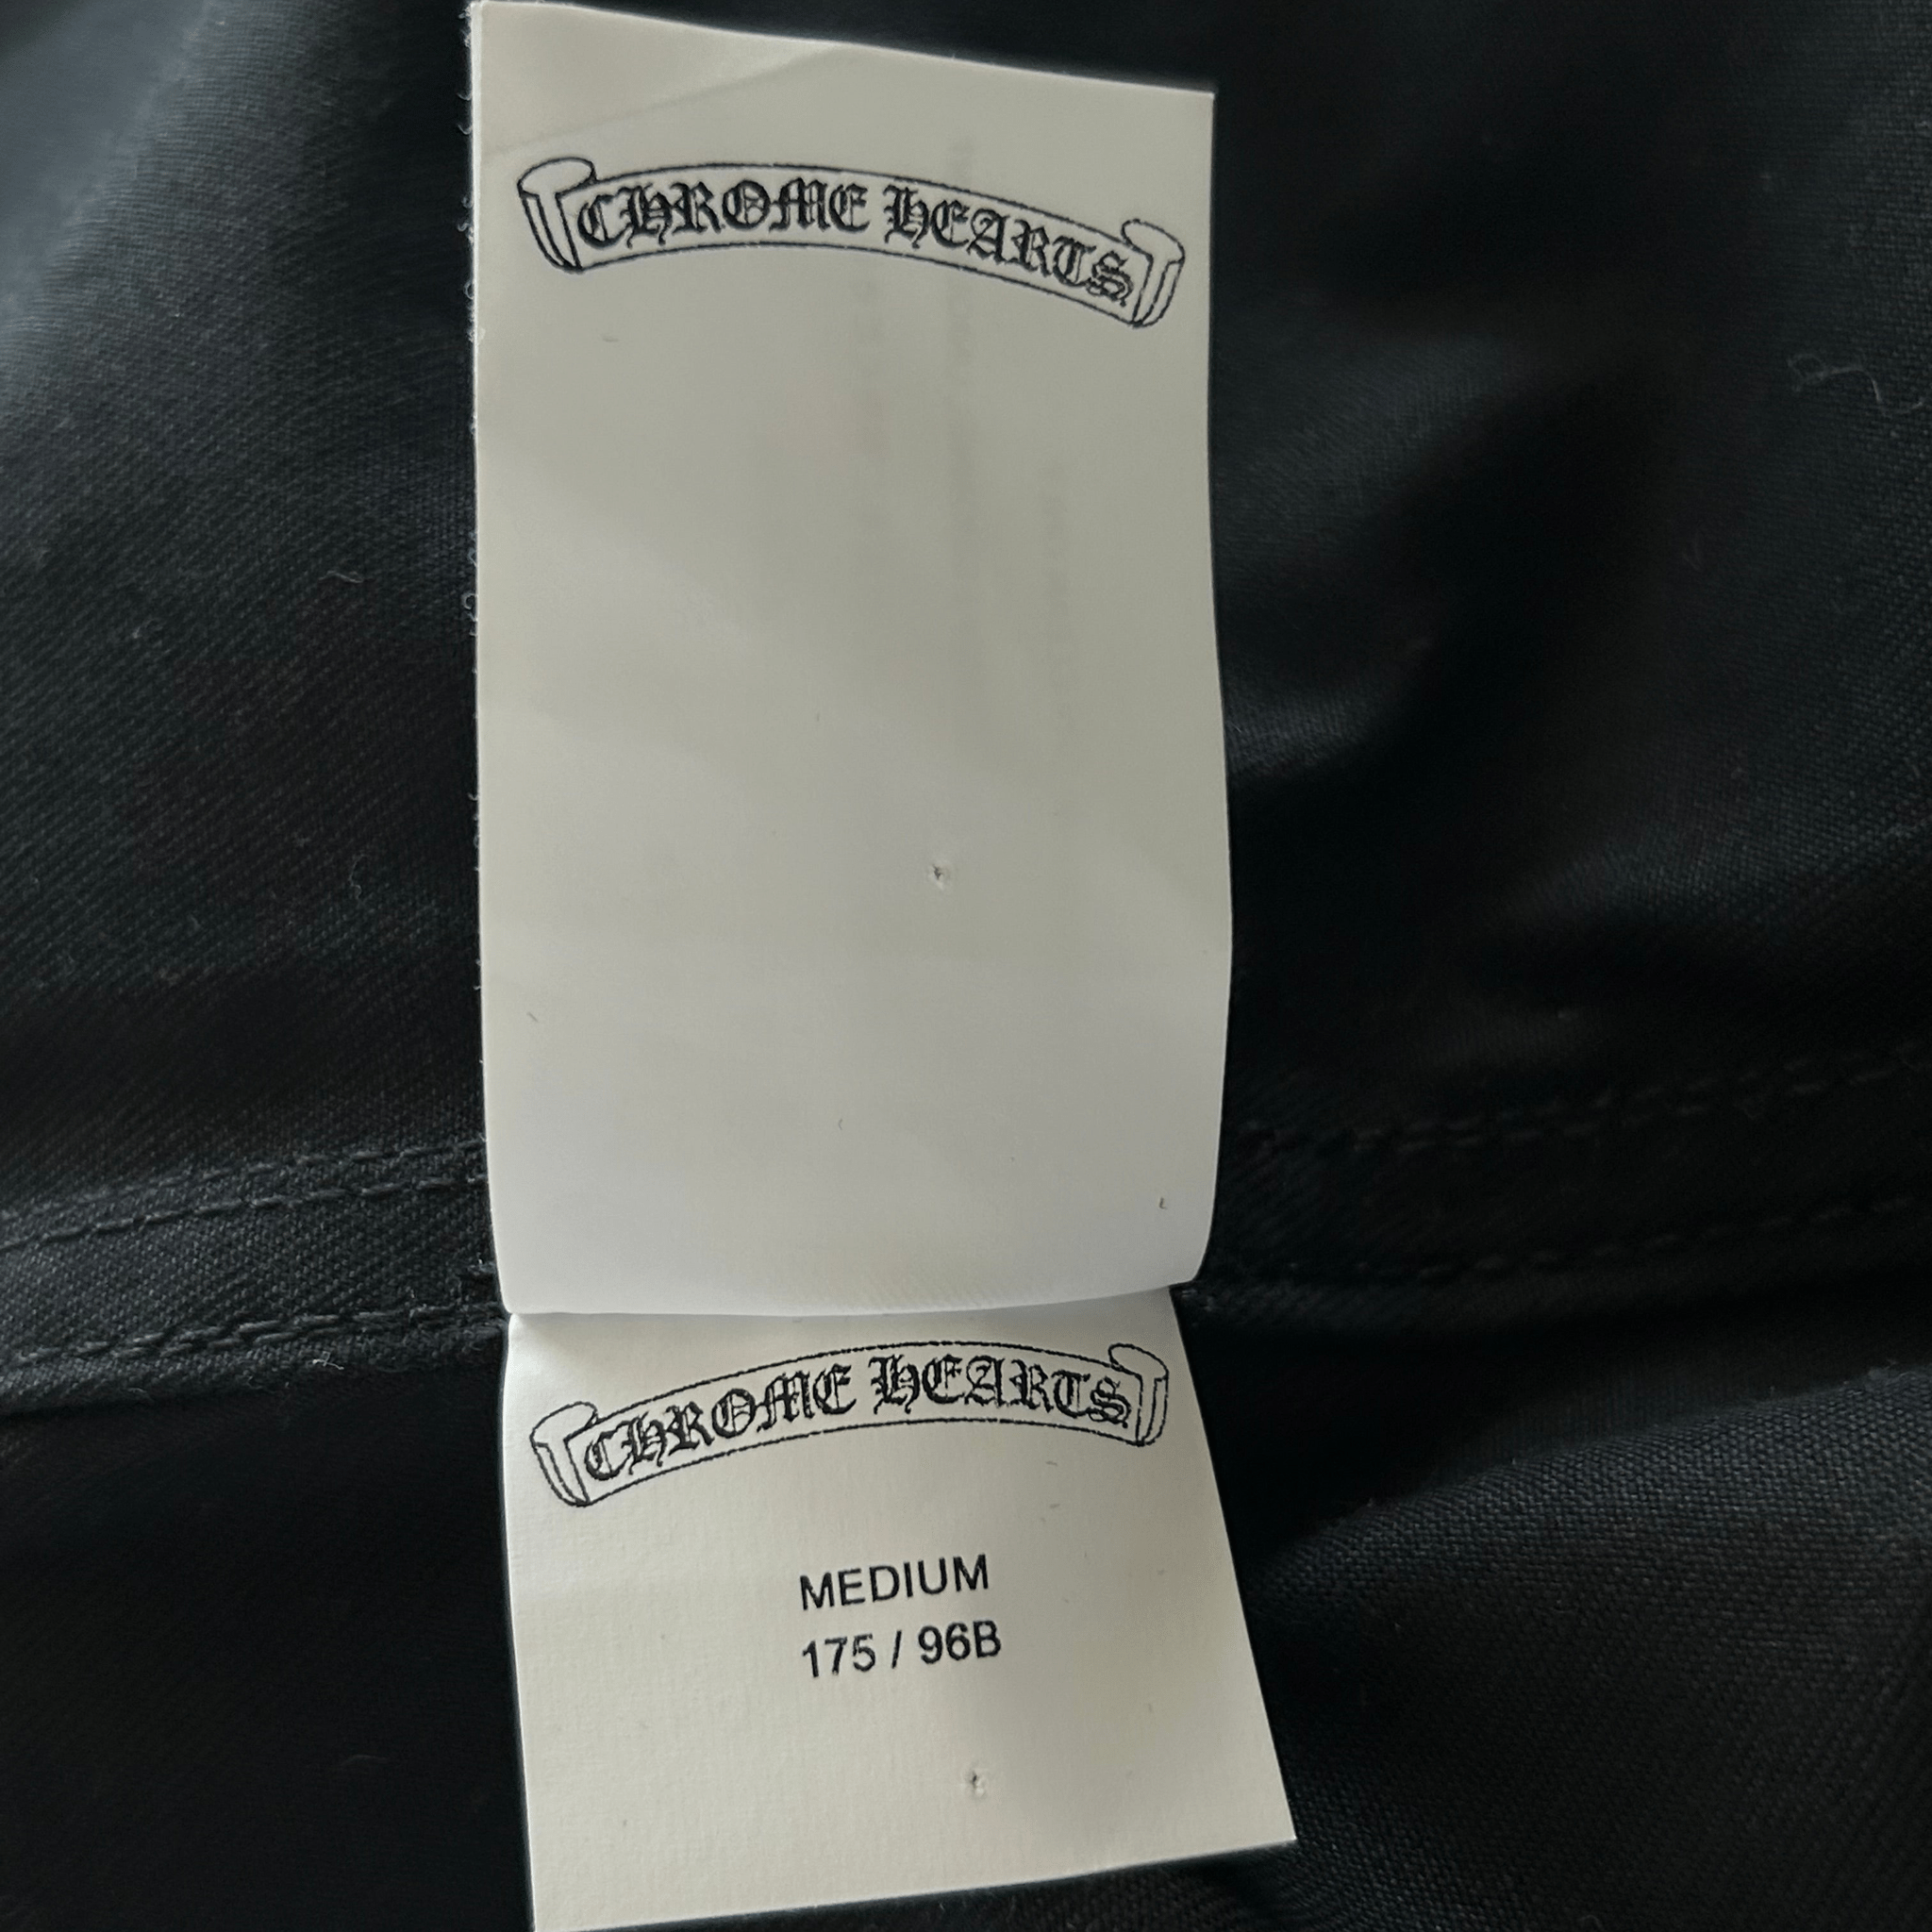 CHROME HEARTS
CHROME HEARTS
MEDIUM
175 / 96B